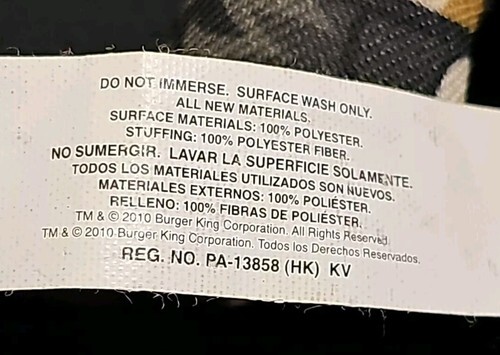 DO NOT IMMERSE. SURFACE WASH ONLY.
ALL NEW MATERIALS.
SURFACE MATERIALS: 100% POLYESTER.
STUFFING: 100% POLYESTER FIBER.
NO SUMERGIR. LAVAR LA SUPERFICIE SOLAMENTE.
TODOS LOS MATERIALES UTILIZADOS SON NUEVOS.
MATERIALES EXTERNOS: 100% POLIÉSTER.
RELLENO: 100% FIBRAS DE POLIÉSTER.
TM & © 2010 Burger King Corporation. All Rights Reserved.
TM & © 2010 Burger King Corporation. Todos los Derechos Reservados.
REG. NO. PA-13858 (HK) KV